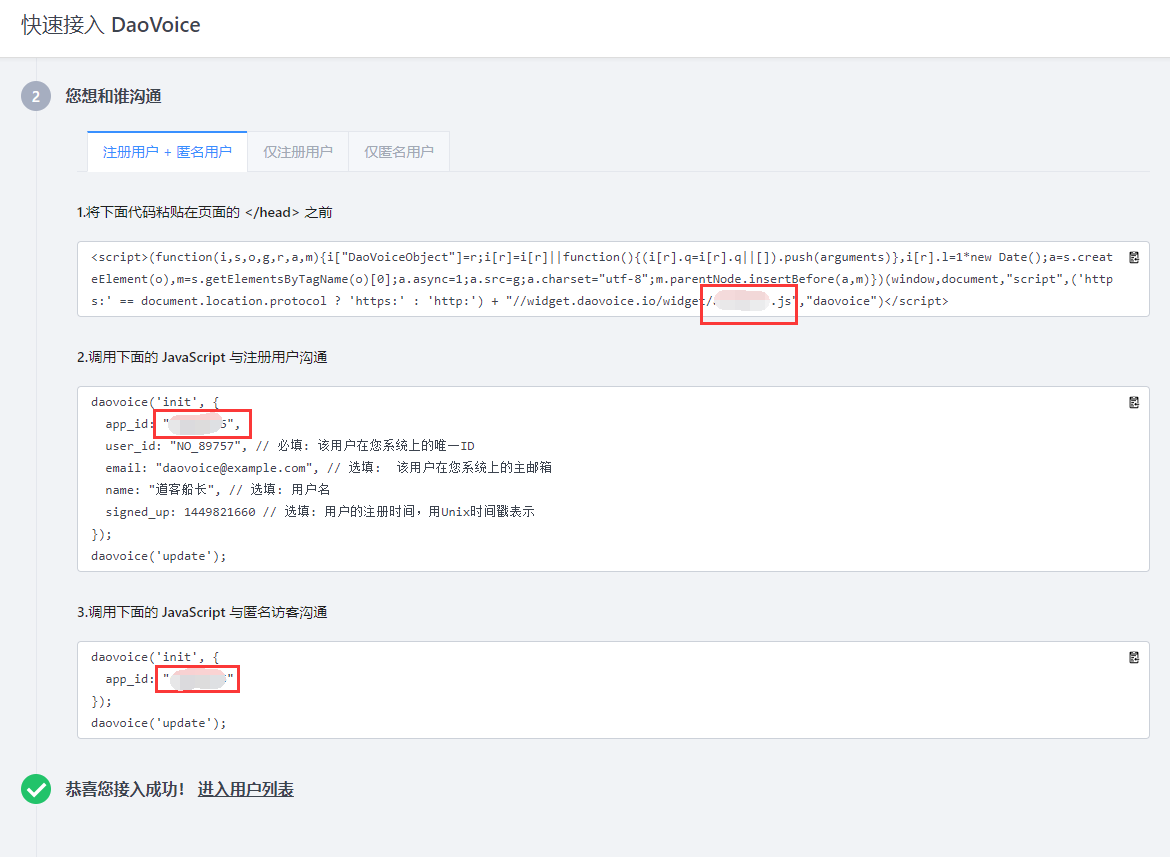 快速接入 DaoVoice
2
您想和谁沟通
注册用户 + 匿名用户
仅注册用户
仅匿名用户
1.将下面代码粘贴在页面的 </head> 之前
<script>(function(i,s,o,g,r,a,m){i["DaoVoiceObject"]=r;i[r]=i[r]||function(){(i[r].q=i[r].q||[]).push(arguments)},i[r].l=1*new Date();a=s.creat
eElement(o),m=s.getElementsByTagName(o)[0];a.async=1;a.src=g;a.charset="utf-8";m.parentNode.insertBefore(a,m)})(window,document,"script",('http
s:' == document.location.protocol ? 'https:' : 'http:') + "//widget.daovoice.io/widget/ .js","daovoice")</script>
2.调用下面的 JavaScript 与注册用户沟通
daovoice('init', {
app_id: " ",
user_id: "NO_89757", // 必填: 该用户在您系统上的唯一ID
email: "daovoice@example.com", // 选填:  该用户在您系统上的主邮箱
name: "道客船长", // 选填: 用户名
signed_up: 1449821660 // 选填: 用户的注册时间，用Unix时间戳表示
});
daovoice('update');
3.调用下面的 JavaScript 与匿名访客沟通
daovoice('init', {
app_id: " "
});
daovoice('update');
恭喜您接入成功！ 进入用户列表